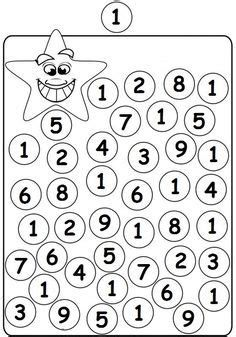 1
1 2 8 1
5 7 1 5
1 2 4 3 9 1
6 8 1 6 1 4
1 2 9 1 8 1
7 6 5 7 2 3
4
1 1 6 1
3 9 5 1 9